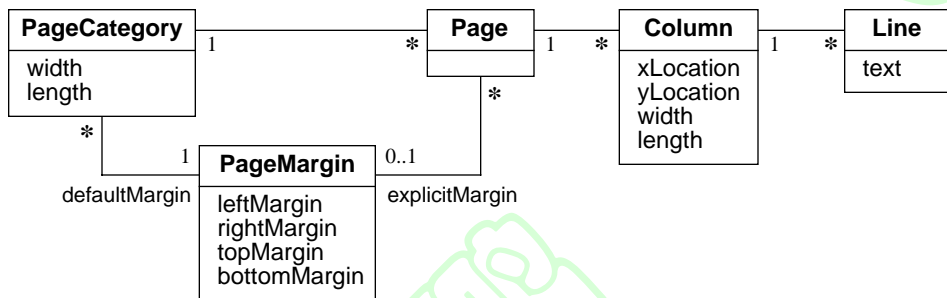 PageCategory
width
length
1
*
Page
1
*
Column
xLocation
yLocation
width
length
1
*
Line
text
*
1
defaultMargin
PageMargin
leftMargin
rightMargin
topMargin
bottomMargin
0..1
explicitMargin
*